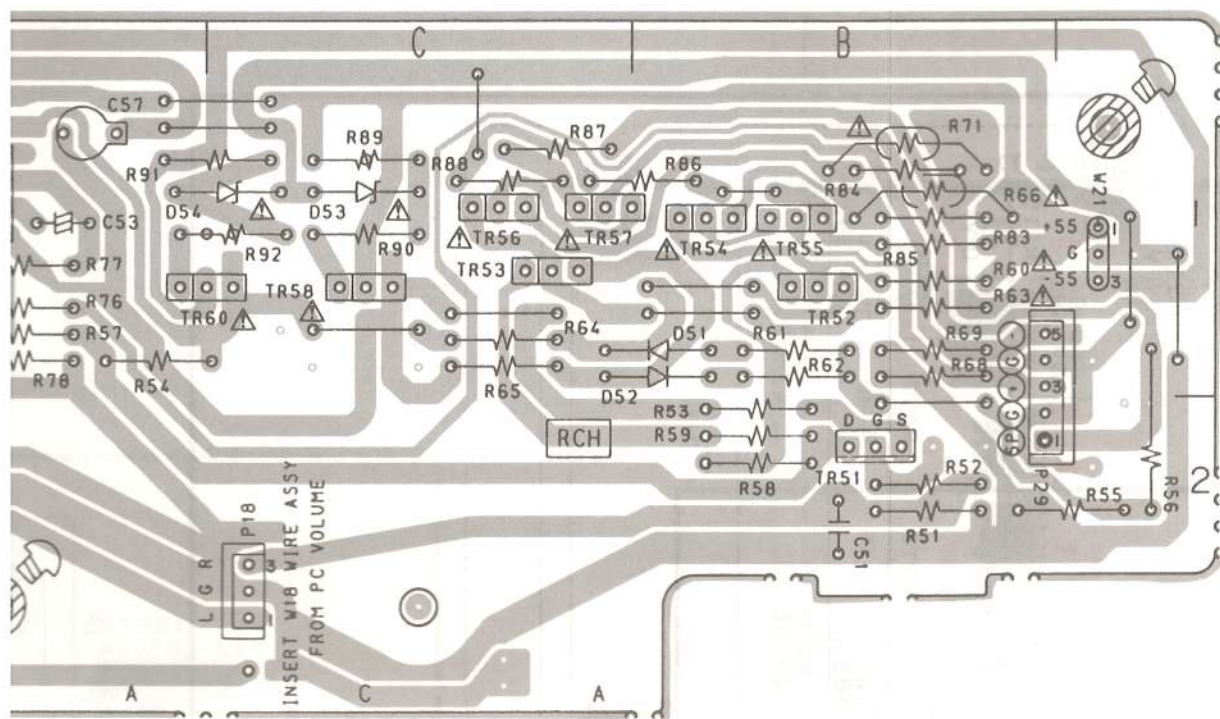 C
B
C57
R89
R87
R71
R88
R86
R91
R84
W21
R66
D54
D53
+55
1
C53
TR56
TR57
TR54
TR55
R83
G
R92
R90
R85
R77
TR53
R60
-55
3
TR58
R63
R76
TR60
TR52
R64
D51
R61
R69
-
5
R57
G
R54
R65
R62
R68
+
3
R78
D52
R53
G
D G S
RCH
R59
SP
1
R52
R58
TR51
P29
R55
R56
2
P18
R51
C51
R
3
G
L
1
INSERT W18 WIRE ASSY
FROM PC VOLUME
A
C
A